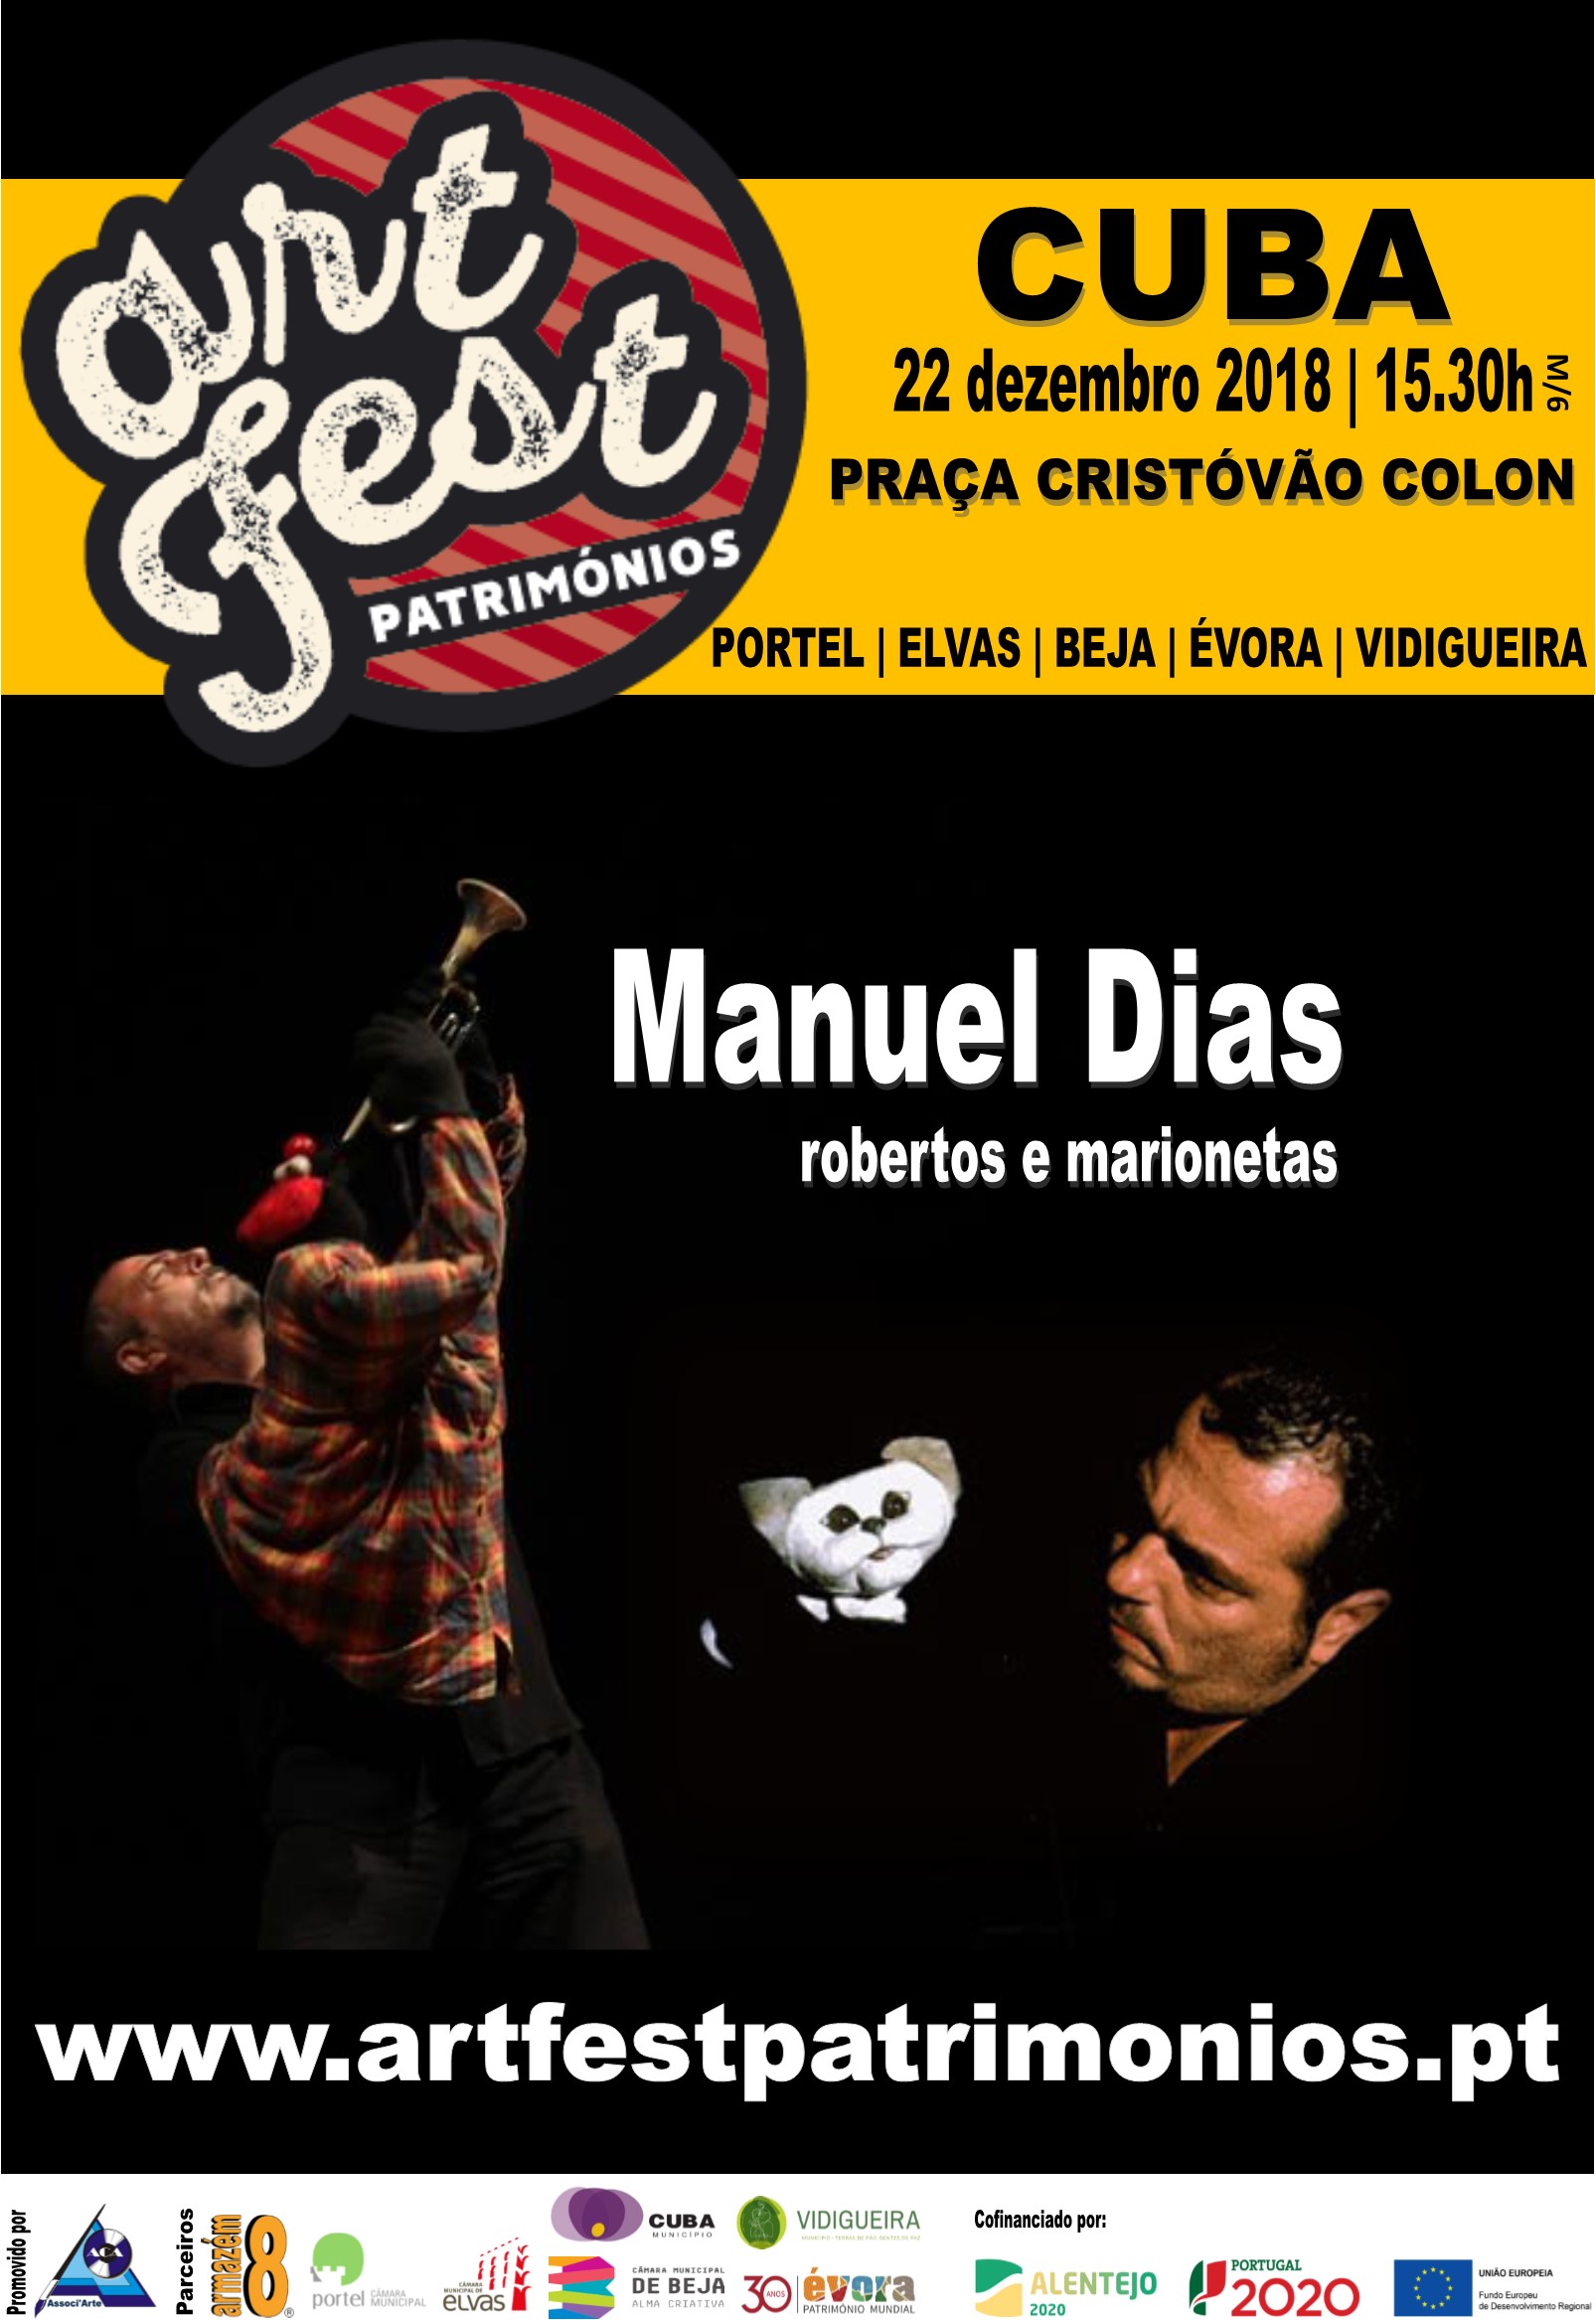 art
fest
PATRIMÓNIOS
CUBA
22 dezembro 2018 | 15.30h M/6
PRAÇA CRISTÓVÃO COLON
PORTEL | ELVAS | BEJA | ÉVORA | VIDIGUEIRA
Manuel Dias
robertos e marionetas
www.artfestpatrimonios.pt
Promovido por
ACA
Associ'Arte
Parceiros
armazém 8 ®
portel CÂMARA MUNICIPAL
CÂMARA MUNICIPAL DE elvas
CUBA
MUNICÍPIO
VIDIGUEIRA
CÂMARA MUNICIPAL
DE BEJA
ALMA CRIATIVA
30 ANOS
évora
PATRIMÓNIO MUNDIAL
Cofinanciado por:
ALENTEJO
2020
PORTUGAL
2020
UNIÃO EUROPEIA
Fundo Europeu
de Desenvolvimento Regional